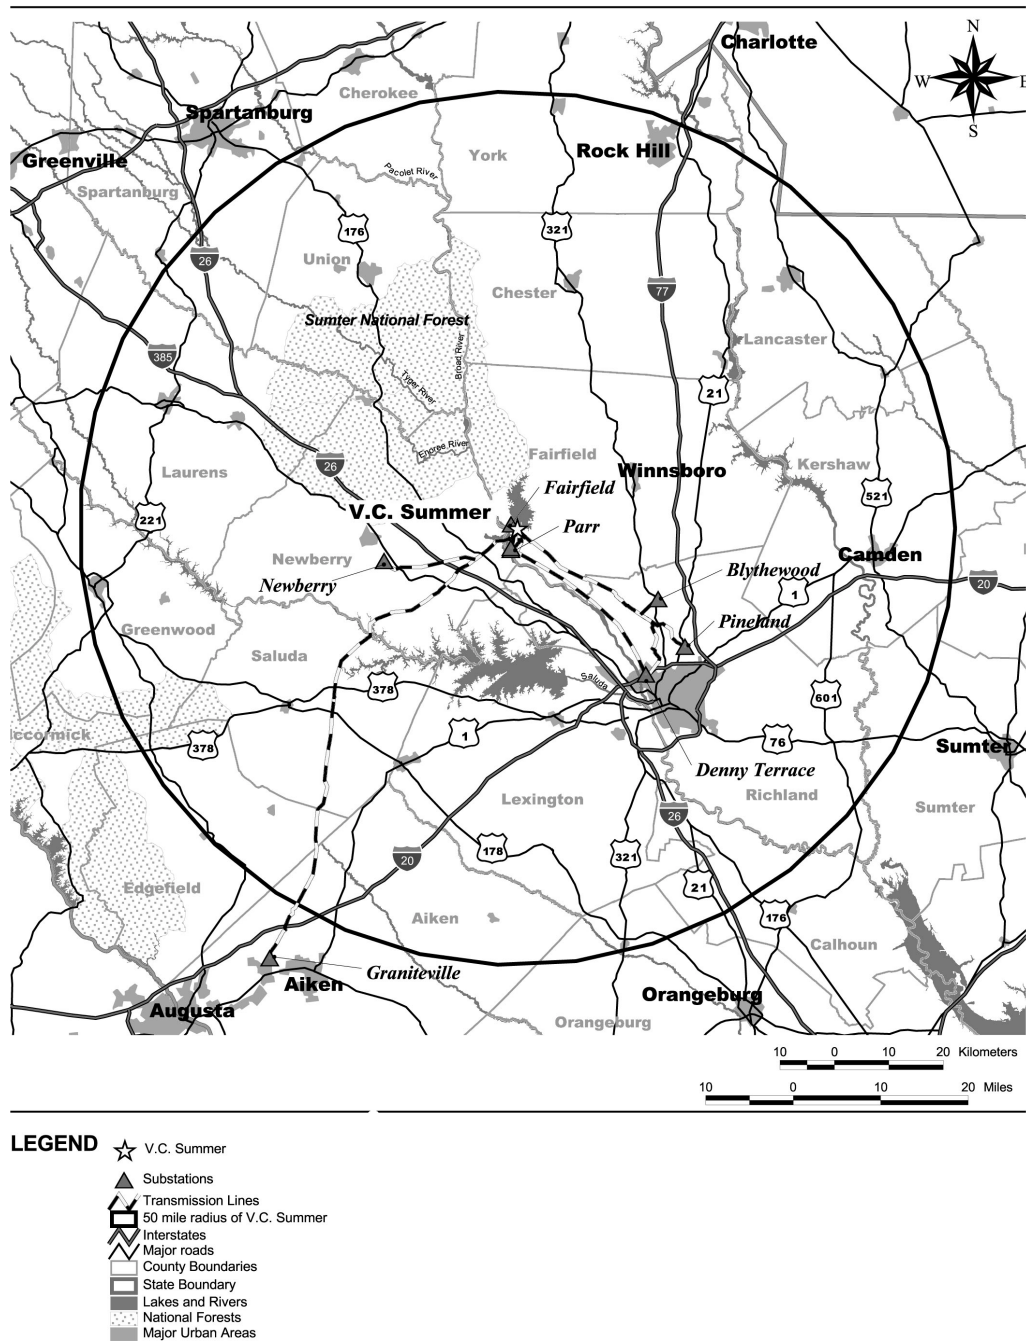 N
Charlotte
W
E
S
Cherokee
Spartanburg
Greenville
York
Rock Hill
Pacolet River
Spartanburg
176
321
26
Union
77
Chester
Sumter National Forest
Lancaster
385
Broad River
Tyger River
21
Enoree River
Fairfield
26
Laurens
Winnsboro
Kershaw
Fairfield
521
V.C. Summer
221
Parr
Newberry
Camden
Newberry
Blythewood
20
1
Pineland
Greenwood
Saluda
Saluda
378
601
1
378
ccormick
76
Sumter
Denny Terrace
Lexington
Richland
Sumter
26
178
321
20
21
Edgefield
Aiken
176
Calhoun
Graniteville
Aiken
Orangeburg
Augusta
Orangeburg
10 0 10 20 Kilometers
10 0 10 20 Miles
LEGEND
V.C. Summer
Substations
Transmission Lines
50 mile radius of V.C. Summer
Interstates
Major roads
County Boundaries
State Boundary
Lakes and Rivers
National Forests
Major Urban Areas